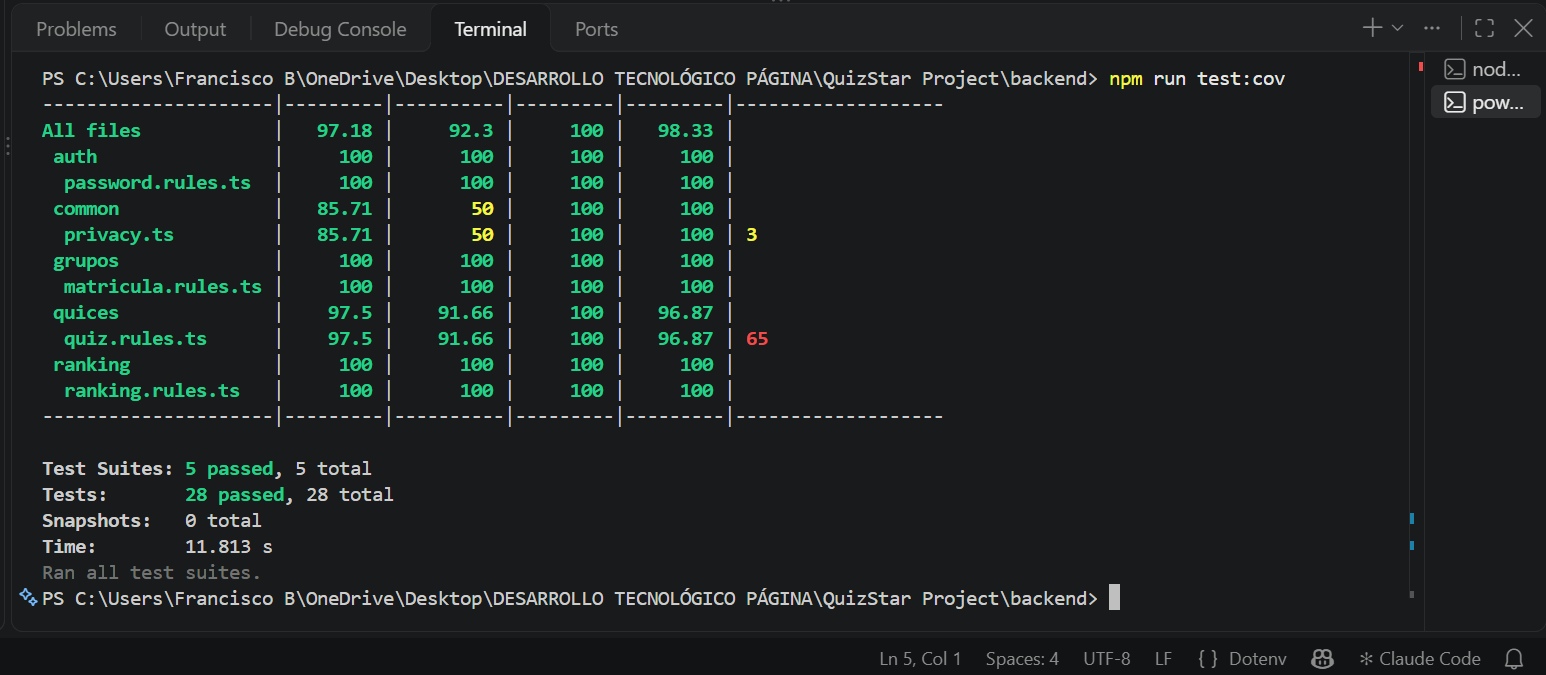 Problems Output Debug Console Terminal Ports
PS C:\Users\Francisco B\OneDrive\Desktop\DESARROLLO TECNOLÓGICO PÁGINA\QuizStar Project\backend> npm run test:cov
nod...
pow...
---------------------|---------|----------|---------|---------|-------------------
All files | 97.18 | 92.3 | 100 | 98.33 |
auth | 100 | 100 | 100 | 100 |
password.rules.ts | 100 | 100 | 100 | 100 |
common | 85.71 | 50 | 100 | 100 |
privacy.ts | 85.71 | 50 | 100 | 100 | 3
grupos | 100 | 100 | 100 | 100 |
matricula.rules.ts | 100 | 100 | 100 | 100 |
quices | 97.5 | 91.66 | 100 | 96.87 |
quiz.rules.ts | 97.5 | 91.66 | 100 | 96.87 | 65
ranking | 100 | 100 | 100 | 100 |
ranking.rules.ts | 100 | 100 | 100 | 100 |
---------------------|---------|----------|---------|---------|-------------------
Test Suites: 5 passed, 5 total
Tests: 28 passed, 28 total
Snapshots: 0 total
Time: 11.813 s
Ran all test suites.
PS C:\Users\Francisco B\OneDrive\Desktop\DESARROLLO TECNOLÓGICO PÁGINA\QuizStar Project\backend>
Ln 5, Col 1 Spaces: 4 UTF-8 LF { } Dotenv Claude Code